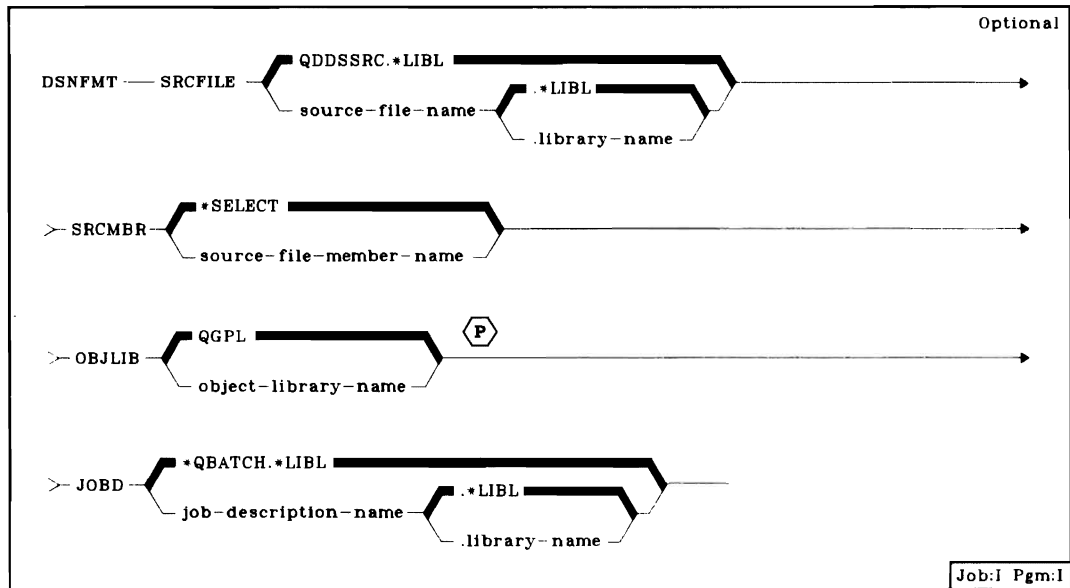 Optional
QDDSSRC.*LIBL
DSNFMT SRCFILE
.*LIBL
source-file-name
.library-name
*SELECT
SRCMBR
source-file-member-name
QGPL
P
OBJLIB
object-library-name
*QBATCH.*LIBL
JOBD
.*LIBL
job-description-name
.library-name
Job:I Pgm:I